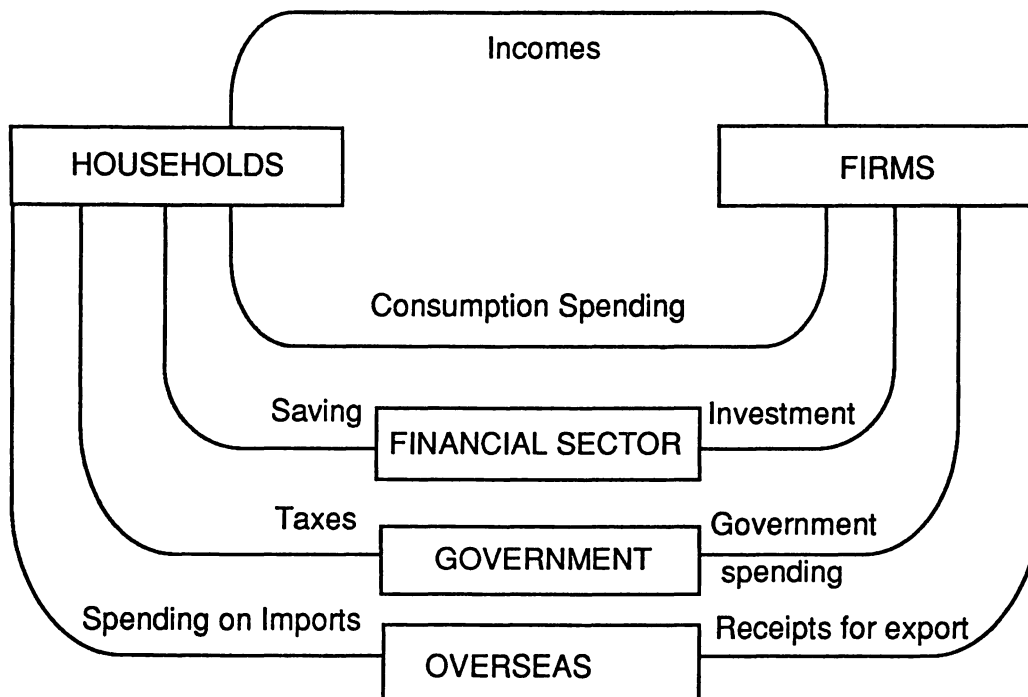 Incomes
HOUSEHOLDS
FIRMS
Consumption Spending
Saving
Investment
FINANCIAL SECTOR
Taxes
Government
spending
GOVERNMENT
Spending on Imports
Receipts for export
OVERSEAS